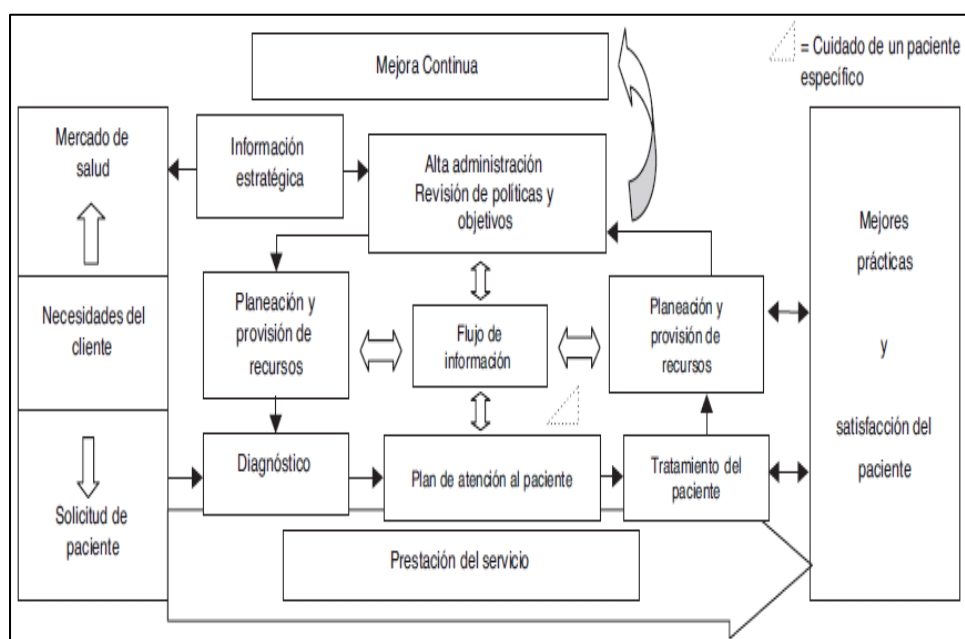 Mejora Continua
= Cuidado de un paciente
específico
Mercado de
salud
Información
estratégica
Alta administración
Revisión de políticas y
objetivos
Mejores
prácticas
y
satisfacción del
paciente
Necesidades del
cliente
Planeación y
provisión de
recursos
Flujo de
información
Planeación y
provisión de
recursos
Diagnóstico
Plan de atención al paciente
Tratamiento del
paciente
Solicitud de
paciente
Prestación del servicio